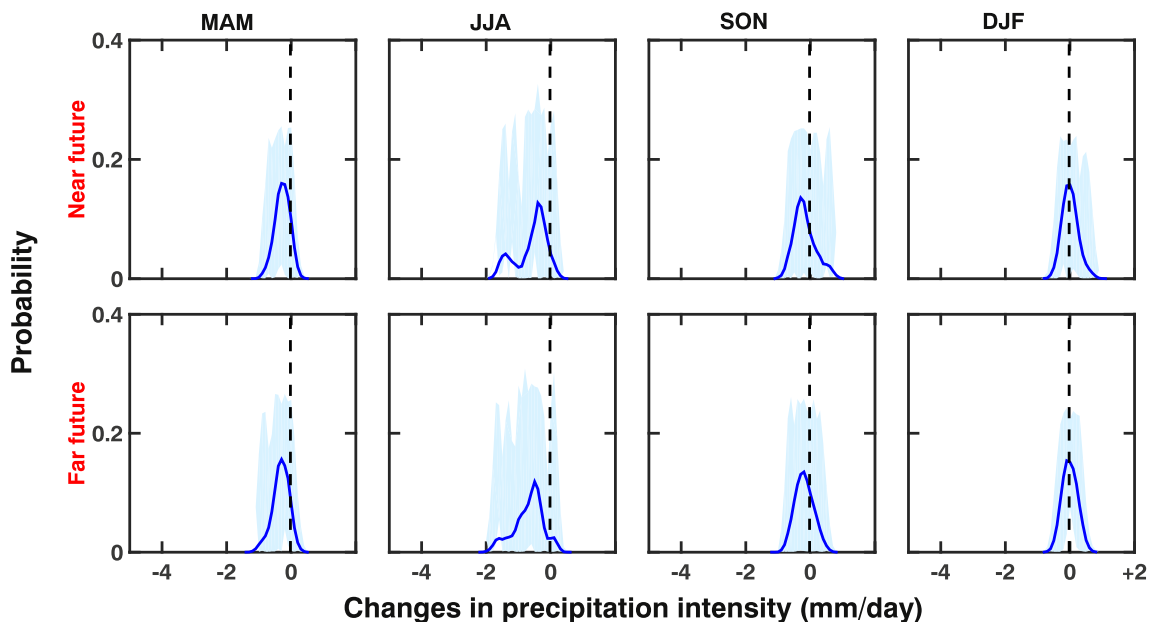 MAM JJA SON DJF
Probability
Near future
0.4
0.2
0
Far future
0.4
0.2
0
-4 -2 0 -4 -2 0 -4 -2 0 -4 -2 0 +2
Changes in precipitation intensity (mm/day)